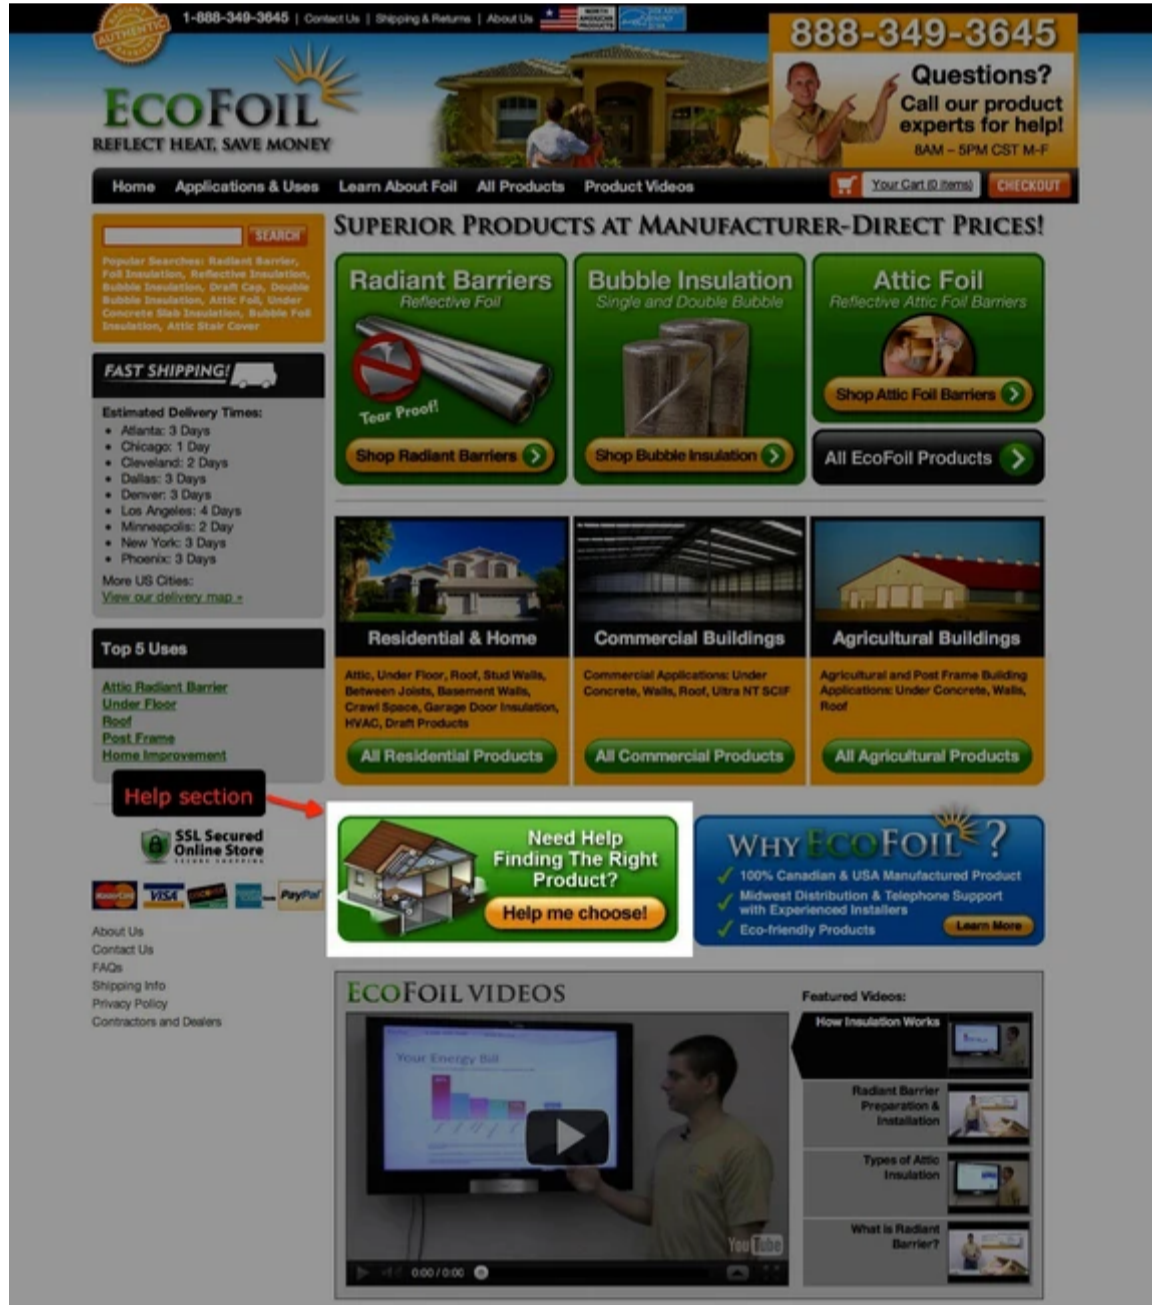 AUTHENTIC
1-888-349-3645 | Contact Us | Shipping & Returns | About Us
NORTH
AMERICAN
PRODUCTS
888-349-3645
Questions?
Call our product
experts for help!
8AM – 5PM CST M-F
ECOFOIL
REFLECT HEAT, SAVE MONEY
Home Applications & Uses Learn About Foil All Products Product Videos
Your Cart (0 items) CHECKOUT
SEARCH
Popular Searches: Radiant Barrier,
Foil Insulation, Reflective Insulation,
Bubble Insulation, Draft Cap, Double
Bubble Insulation, Attic Foil, Under
Concrete Slab Insulation, Bubble Foil
Insulation, Attic Stair Cover
FAST SHIPPING!
Estimated Delivery Times:
• Atlanta: 3 Days
• Chicago: 1 Day
• Cleveland: 2 Days
• Dallas: 3 Days
• Denver: 3 Days
• Los Angeles: 4 Days
• Minneapolis: 2 Day
• New York: 3 Days
• Phoenix: 3 Days
More US Cities:
View our delivery map »
Top 5 Uses
Attic Radiant Barrier
Under Floor
Roof
Post Frame
Home Improvement
Help section
SSL Secured
Online Store
SECURE SHOPPING
MasterCard VISA DISCOVER PayPal
About Us
Contact Us
FAQs
Shipping Info
Privacy Policy
Contractors and Dealers
SUPERIOR PRODUCTS AT MANUFACTURER-DIRECT PRICES!
Radiant Barriers
Reflective Foil
Tear Proof!
Shop Radiant Barriers
Bubble Insulation
Single and Double Bubble
Shop Bubble Insulation
Attic Foil
Reflective Attic Foil Barriers
Shop Attic Foil Barriers
All EcoFoil Products
Residential & Home
Attic, Under Floor, Roof, Stud Walls,
Between Joists, Basement Walls,
Crawl Space, Garage Door Insulation,
HVAC, Draft Products
All Residential Products
Commercial Buildings
Commercial Applications: Under
Concrete, Walls, Roof, Ultra NT SCIF
All Commercial Products
Agricultural Buildings
Agricultural and Post Frame Building
Applications: Under Concrete, Walls,
Roof
All Agricultural Products
Need Help
Finding The Right
Product?
Help me choose!
WHY ECOFOIL?
100% Canadian & USA Manufactured Product
Midwest Distribution & Telephone Support
with Experienced Installers
Eco-friendly Products
Learn More
ECOFOIL VIDEOS
Your Energy Bill
YouTube
0:00 / 0:00
Featured Videos:
How Insulation Works
Radiant Barrier
Preparation &
Installation
Types of Attic
Insulation
What is Radiant
Barrier?